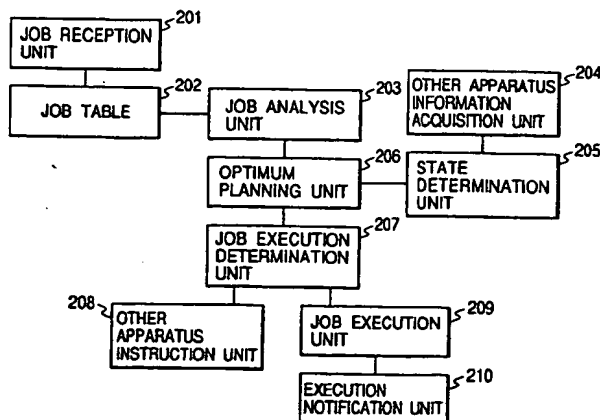 201
JOB RECEPTION
UNIT
202
JOB TABLE
203
JOB ANALYSIS
UNIT
204
OTHER APPARATUS
INFORMATION
ACQUISITION UNIT
206
OPTIMUM
PLANNING UNIT
205
STATE
DETERMINATION
UNIT
207
JOB EXECUTION
DETERMINATION
UNIT
208
OTHER
APPARATUS
INSTRUCTION UNIT
209
JOB EXECUTION
UNIT
210
EXECUTION
NOTIFICATION UNIT